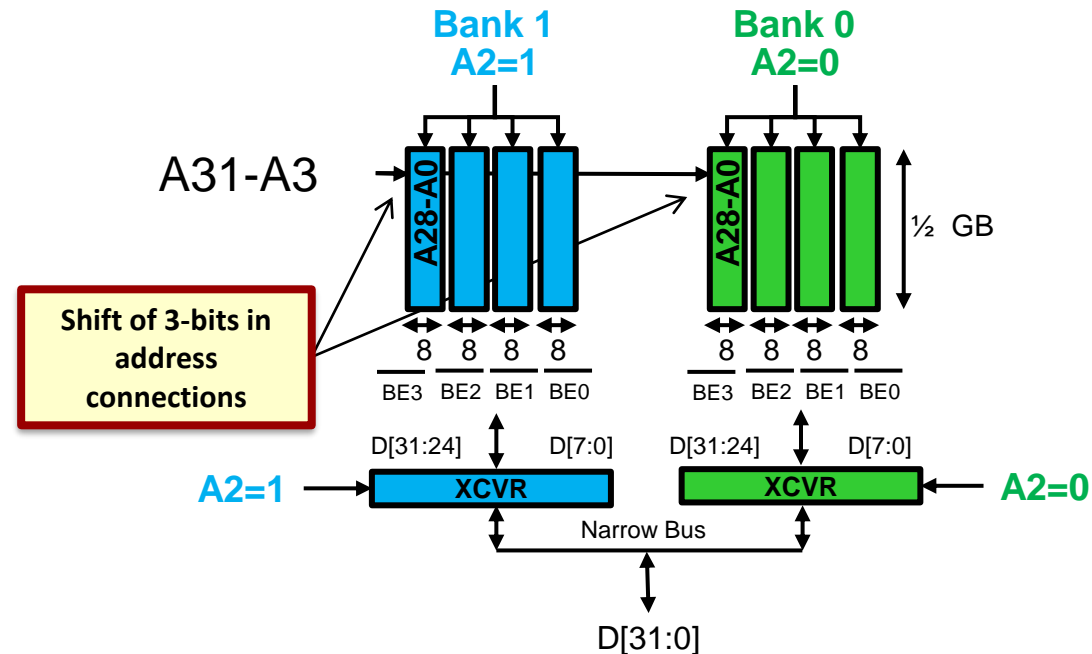 Bank 1
A2=1
Bank 0
A2=0
A31-A3
A28-A0
A28-A0
½ GB
Shift of 3-bits in
address
connections
8 8 8 8
8 8 8 8
BE3 BE2 BE1 BE0
BE3 BE2 BE1 BE0
D[31:24] D[7:0]
D[31:24] D[7:0]
A2=1
XCVR
XCVR
A2=0
Narrow Bus
D[31:0]